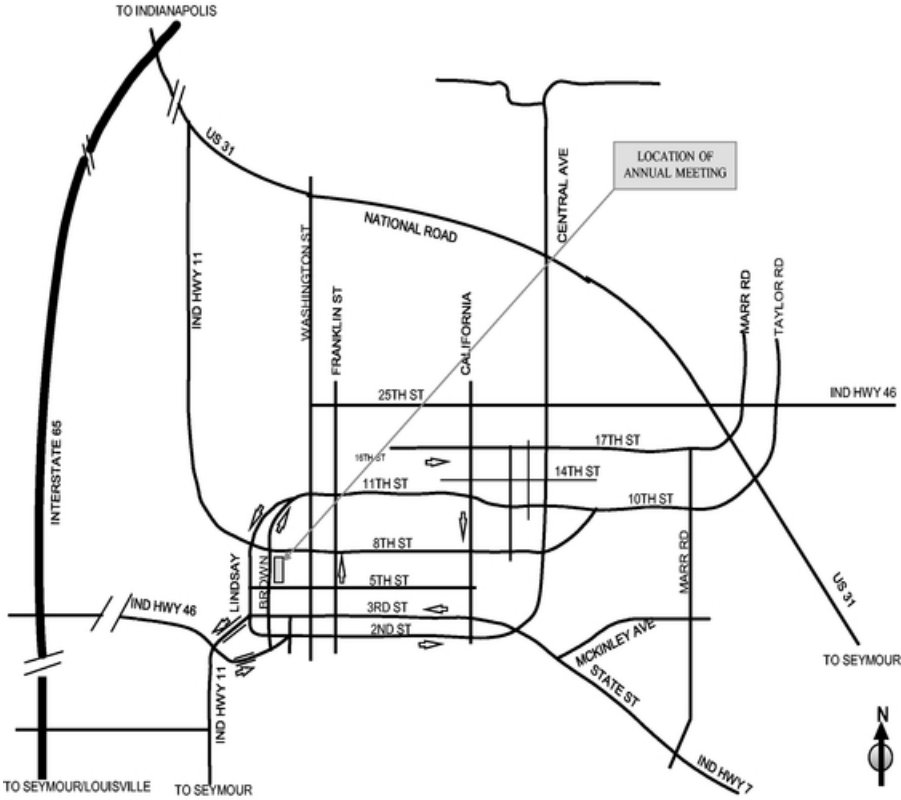 TO INDIANAPOLIS
US 31
LOCATION OF
ANNUAL MEETING
CENTRAL AVE
NATIONAL ROAD
IND HWY 11
WASHINGTON ST
FRANKLIN ST
CALIFORNIA
MARR RD
TAYLOR RD
25TH ST
IND HWY 46
INTERSTATE 65
17TH ST
16TH ST
14TH ST
11TH ST
10TH ST
8TH ST
LINDSAY
BROWN
5TH ST
MARR RD
IND HWY 46
3RD ST
2ND ST
US 31
MCKINLEY AVE
STATE ST
TO SEYMOUR
IND HWY 11
N
IND HWY 7
TO SEYMOUR/LOUISVILLE
TO SEYMOUR